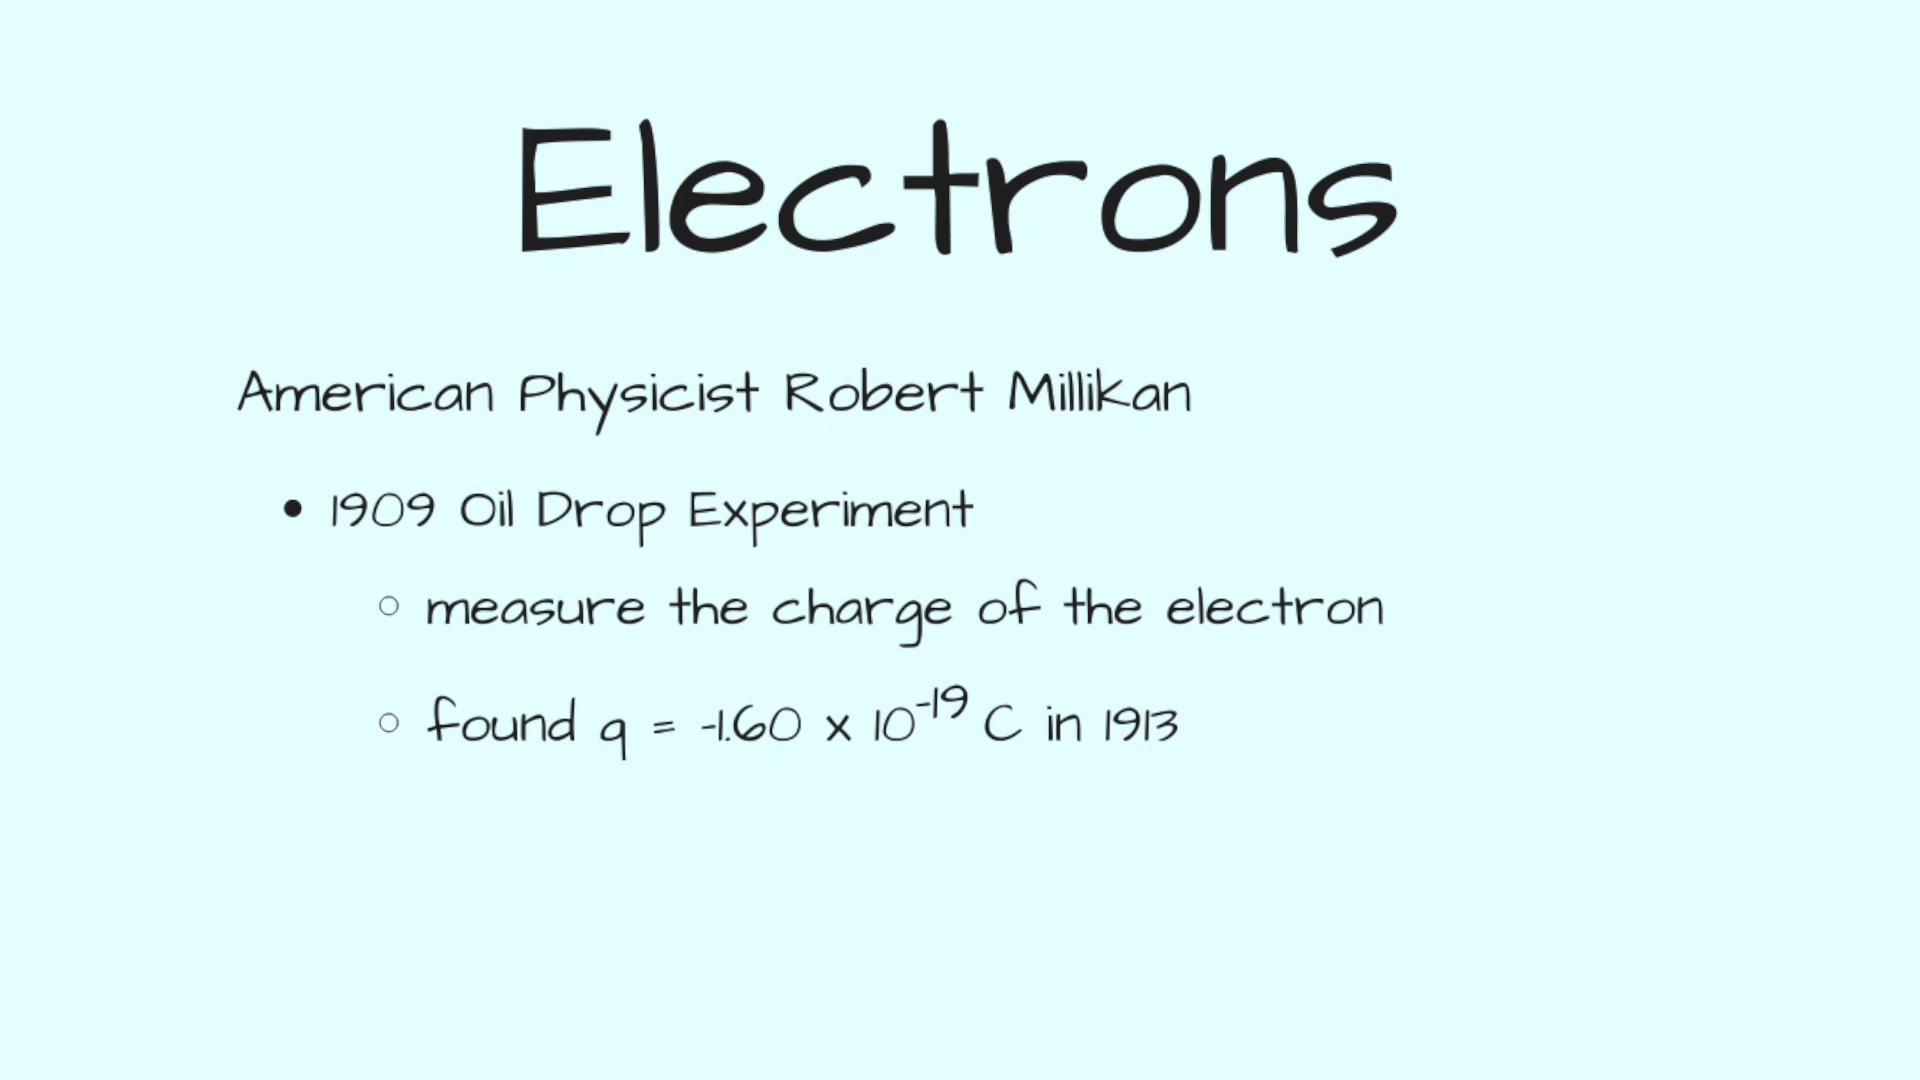 Electrons
American Physicist Robert Millikan
• 1909 Oil Drop Experiment
○ measure the charge of the electron
○ found q = -1.60 x 10⁻¹⁹ C in 1913